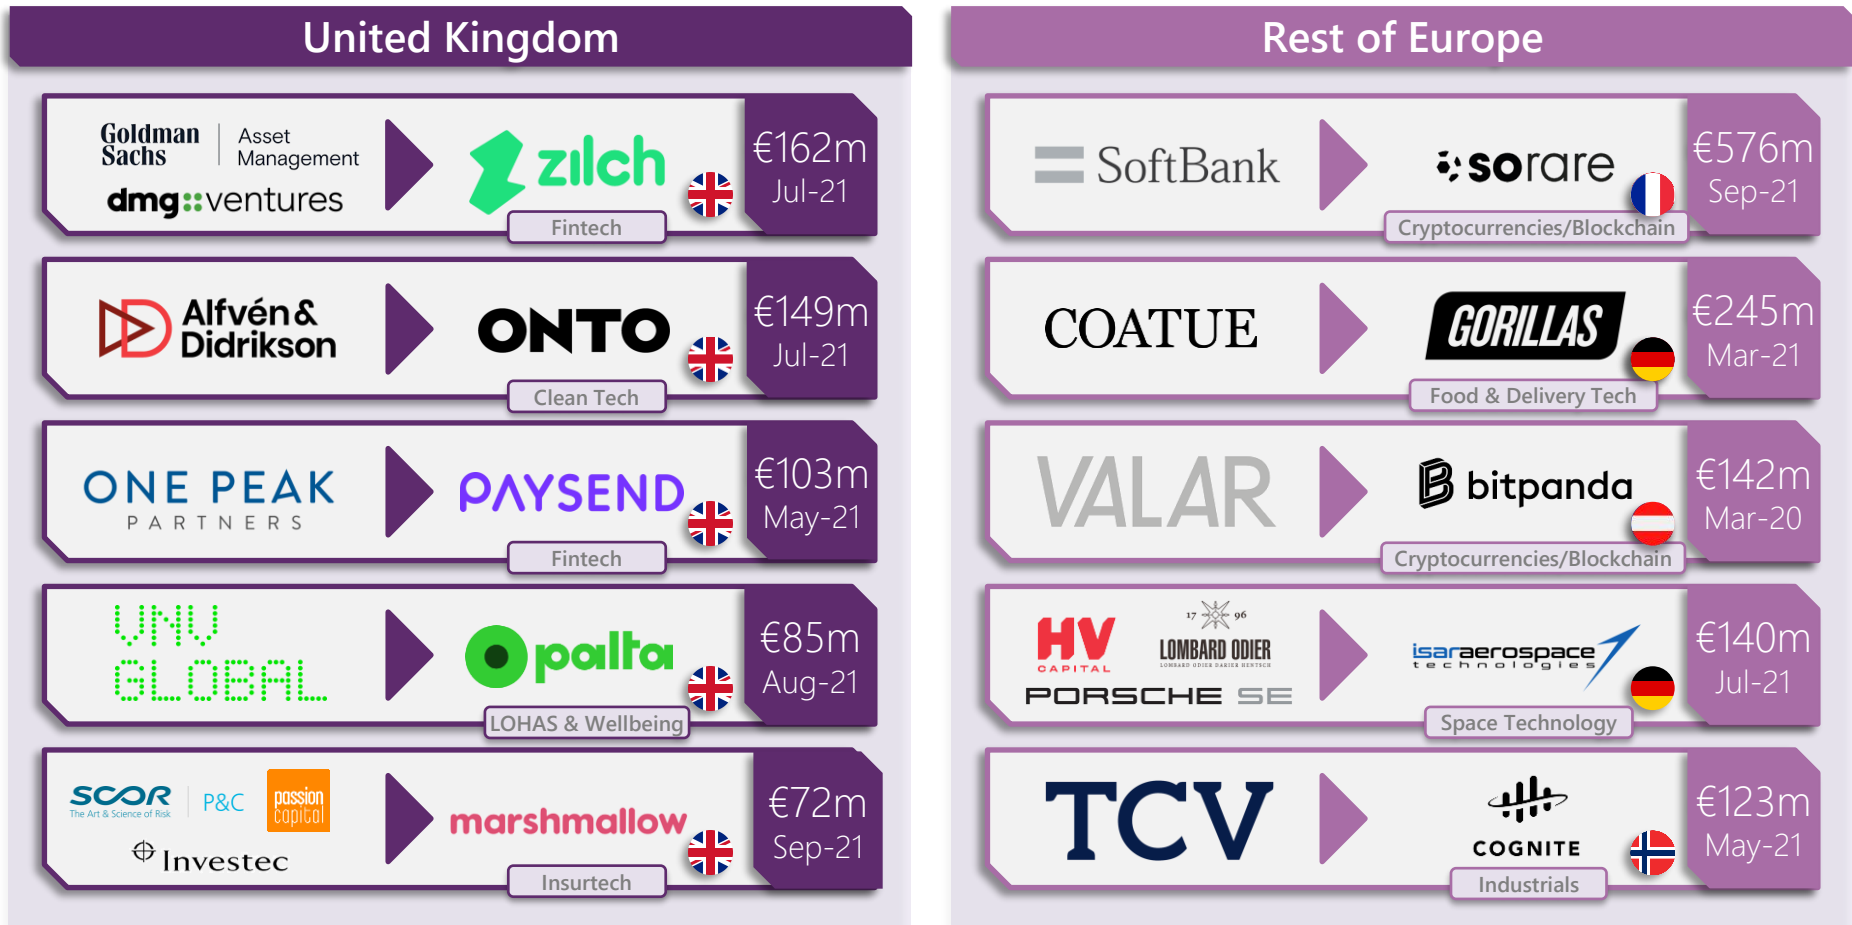 United Kingdom
Goldman Sachs | Asset Management
dmg::ventures
zilch
€162m
Jul-21
Fintech
Alfvén & Didrikson
ONTO
€149m
Jul-21
Clean Tech
ONE PEAK
PARTNERS
PAYSEND
€103m
May-21
Fintech
VNV
GLOBAL
palta
€85m
Aug-21
LOHAS & Wellbeing
SCOR
The Art & Science of Risk
P&C
passion
capital
Investec
marshmallow
€72m
Sep-21
Insurtech
Rest of Europe
SoftBank
sorare
€576m
Sep-21
Cryptocurrencies/Blockchain
COATUE
GORILLAS
€245m
Mar-21
Food & Delivery Tech
VALAR
bitpanda
€142m
Mar-20
Cryptocurrencies/Blockchain
HV
CAPITAL
17 96
LOMBARD ODIER
LOMBARD ODIER DARIER HENTSCH
PORSCHE SE
isaraerospace
technologies
€140m
Jul-21
Space Technology
TCV
COGNITE
€123m
May-21
Industrials